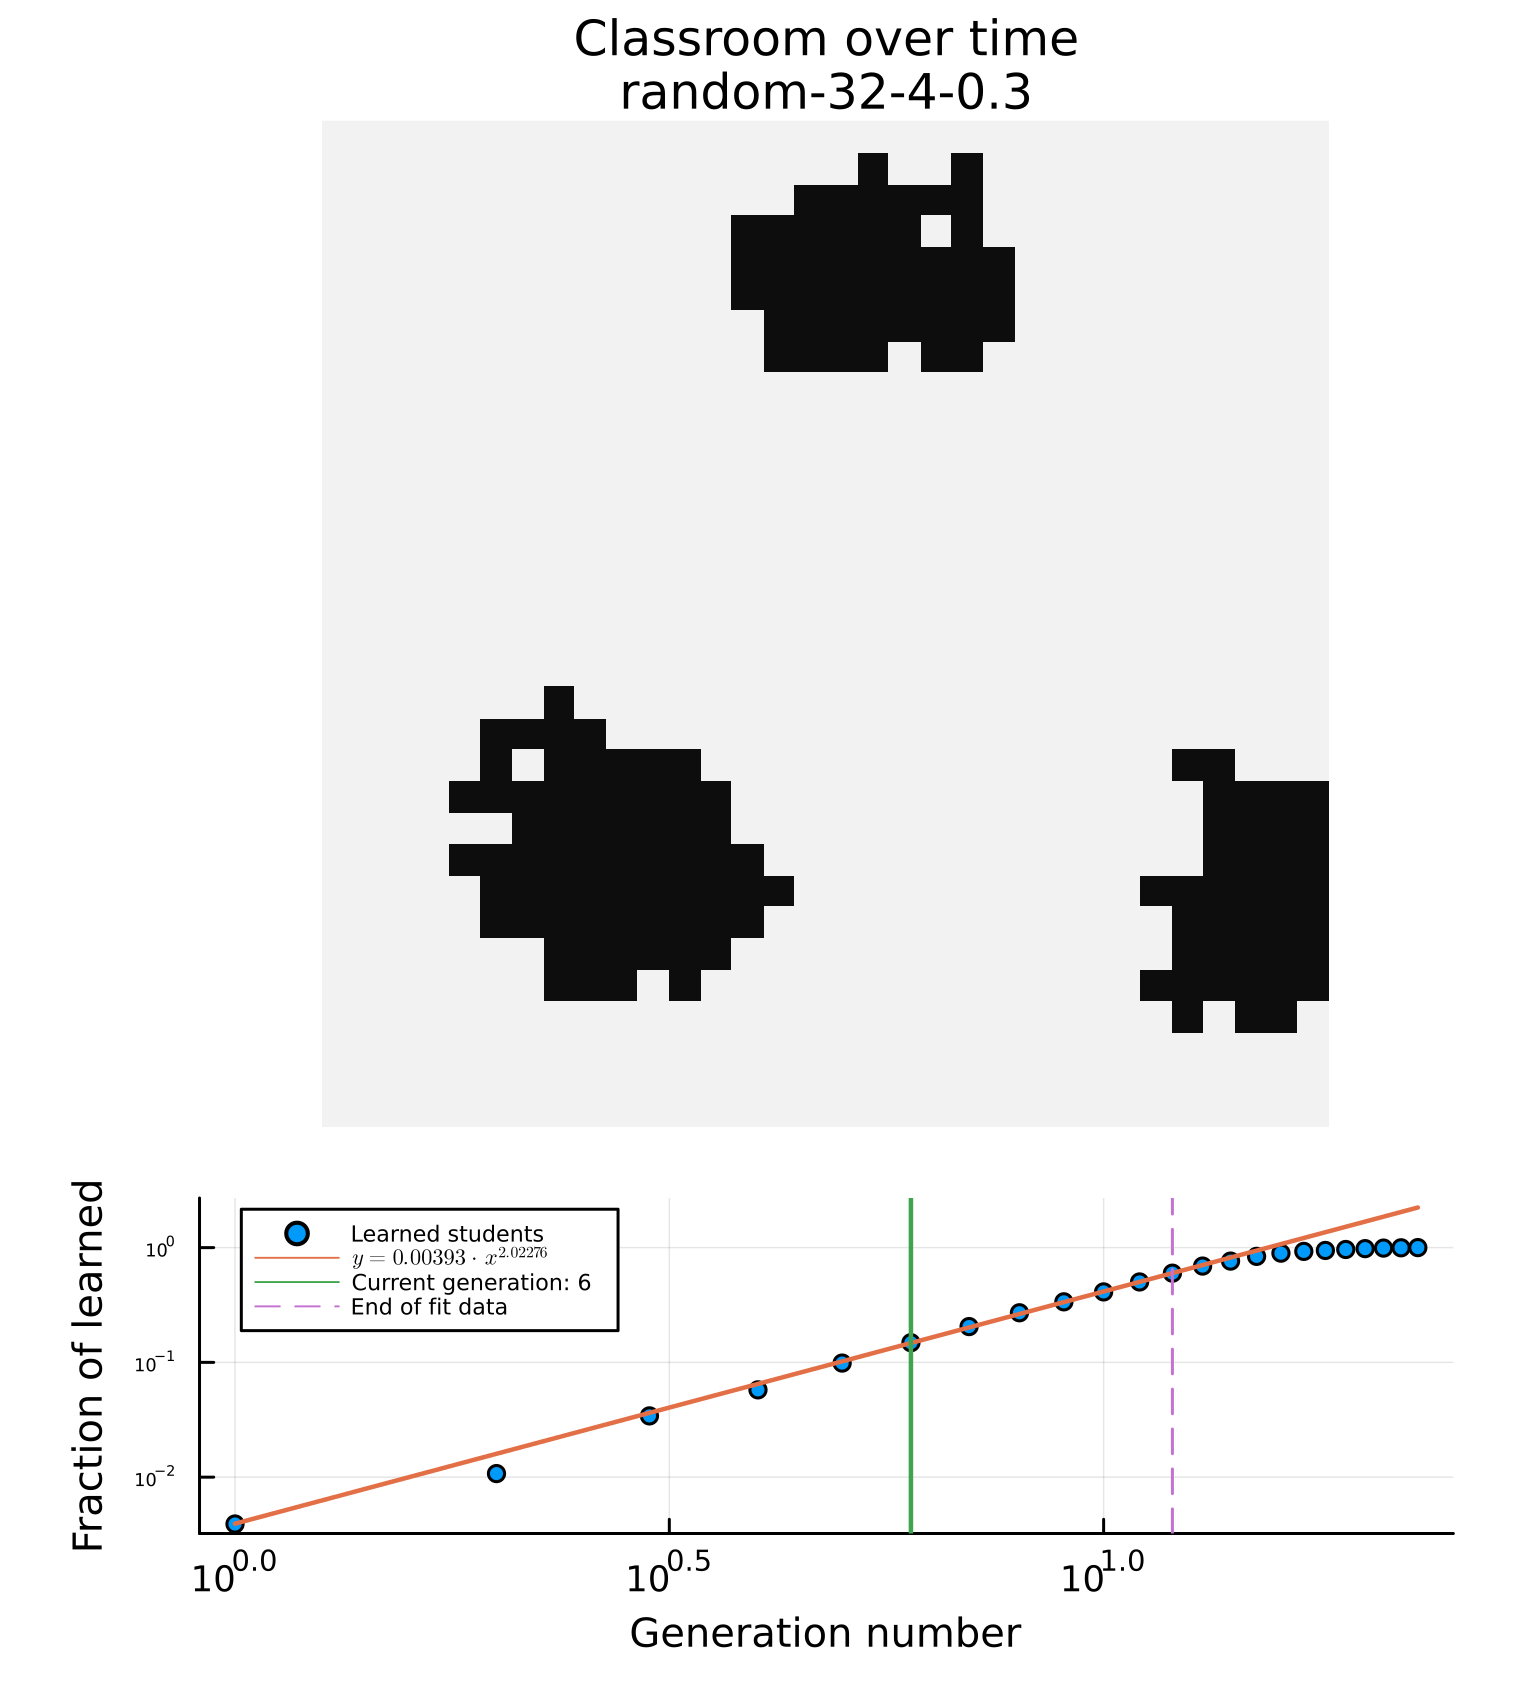 Classroom over time
random-32-4-0.3
Fraction of learned
10⁰
10⁻¹
10⁻²
Learned students
y = 0.00393 · x^2.02276
Current generation: 6
End of fit data
10^0.0
10^0.5
10^1.0
Generation number